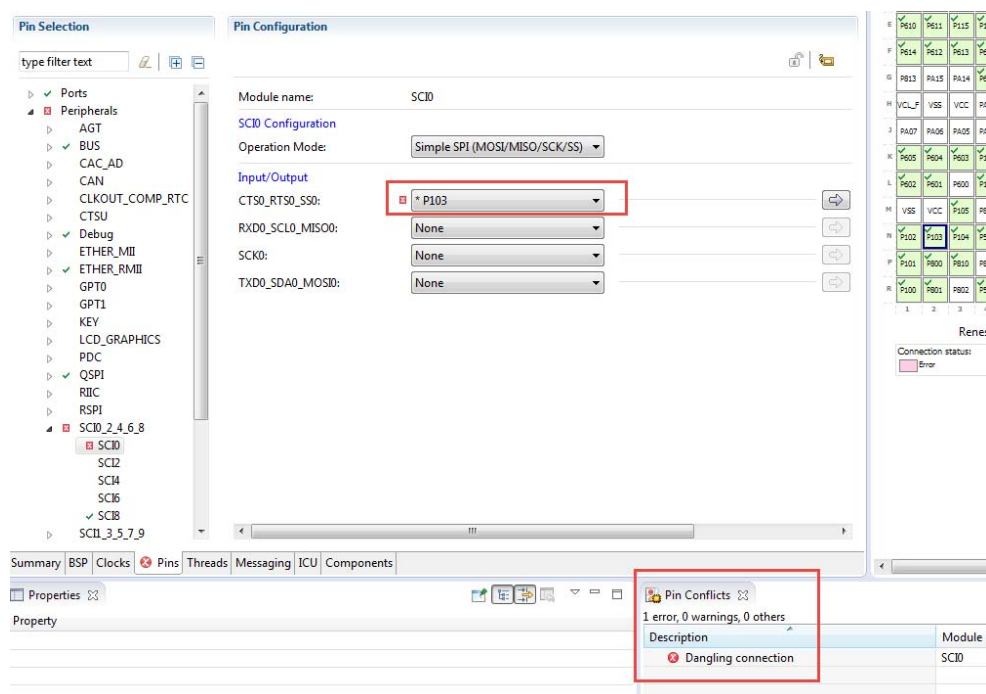 Pin Selection
type filter text
Ports
Peripherals
AGT
BUS
CAC_AD
CAN
CLKOUT_COMP_RTC
CTSU
Debug
ETHER_MII
ETHER_RMII
GPT0
GPT1
KEY
LCD_GRAPHICS
PDC
QSPI
RIIC
RSPI
SCI0_2_4_6_8
SCI0
SCI2
SCI4
SCI6
SCI8
SCI1_3_5_7_9
Pin Configuration
Module name: SCI0
SCI0 Configuration
Operation Mode: Simple SPI (MOSI/MISO/SCK/SS)
Input/Output
CTS0_RTS0_SS0: * P103
RXD0_SCL0_MISO0: None
SCK0: None
TXD0_SDA0_MOSI0: None
E P610 P611 P115
F P614 P612 P613
G P813 PA15 PA14
H VCL_F VSS VCC
J PA07 PA06 PA05
K P605 P604 P603
L P602 P601 P600
M VSS VCC P105
N P102 P103 P104
P P101 P800 P810
R P100 P801 P802
1 2 3
Connection status:
Error
Summary BSP Clocks Pins Threads Messaging ICU Components
Properties
Property
Pin Conflicts
1 error, 0 warnings, 0 others
Description Module
Dangling connection SCI0